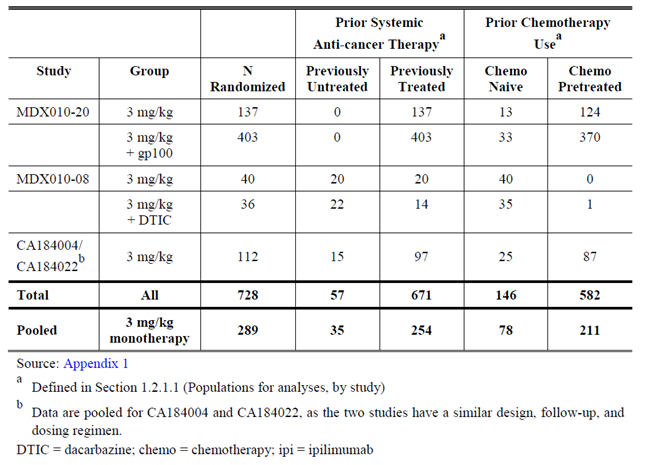 Prior Systemic Anti-cancer Therapy a Prior Chemotherapy Use a
Study Group N Randomized Previously Untreated Previously Treated Chemo Naive Chemo Pretreated
MDX010-20 3 mg/kg 137 0 137 13 124
3 mg/kg + gp100 403 0 403 33 370
MDX010-08 3 mg/kg 40 20 20 40 0
3 mg/kg + DTIC 36 22 14 35 1
CA184004/ CA184022 b 3 mg/kg 112 15 97 25 87
Total All 728 57 671 146 582
Pooled 3 mg/kg monotherapy 289 35 254 78 211
Source: Appendix 1
a Defined in Section 1.2.1.1 (Populations for analyses, by study)
b Data are pooled for CA184004 and CA184022, as the two studies have a similar design, follow-up, and
dosing regimen.
DTIC = dacarbazine; chemo = chemotherapy; ipi = ipilimumab